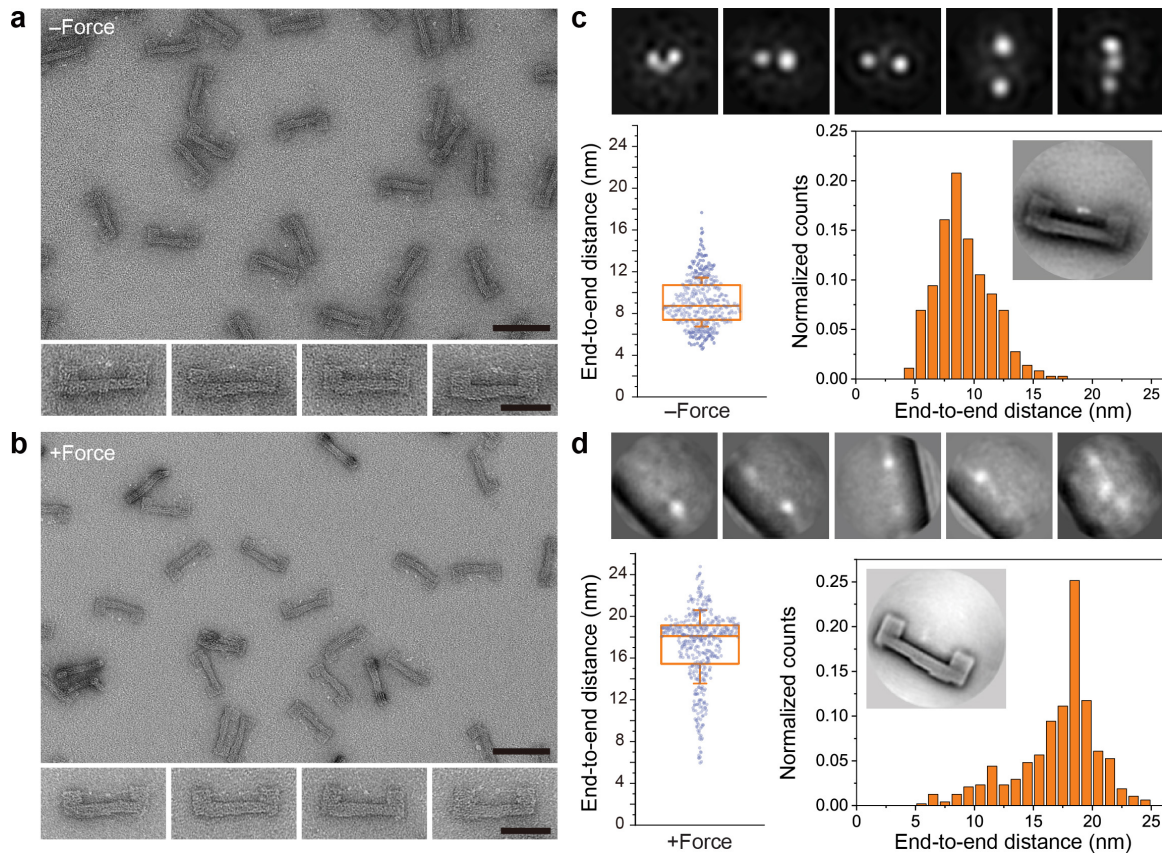 a
–Force
b
+Force
c
End-to-end distance (nm)
24
20
16
12
8
4
0
–Force
Normalized counts
0.25
0.20
0.15
0.10
0.05
0.00
0 5 10 15 20 25
End-to-end distance (nm)
d
End-to-end distance (nm)
24
20
16
12
8
4
0
+Force
Normalized counts
0.25
0.20
0.15
0.10
0.05
0.00
0 5 10 15 20 25
End-to-end distance (nm)